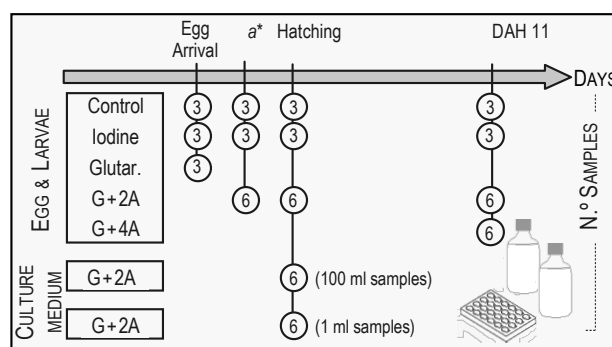 Egg Arrival a* Hatching DAH 11
DAYS
Control 3 3 3 3
Iodine 3 3 3 3
Glutar. 3
G+2A 6 6 6
G+4A 6
EGG & LARVAE
G+2A 6 (100 ml samples)
G+2A 6 (1 ml samples)
CULTURE MEDIUM
N.º SAMPLES